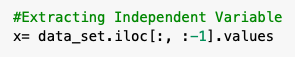 #Extracting Independent Variable
x= data_set.iloc[:, :-1].values